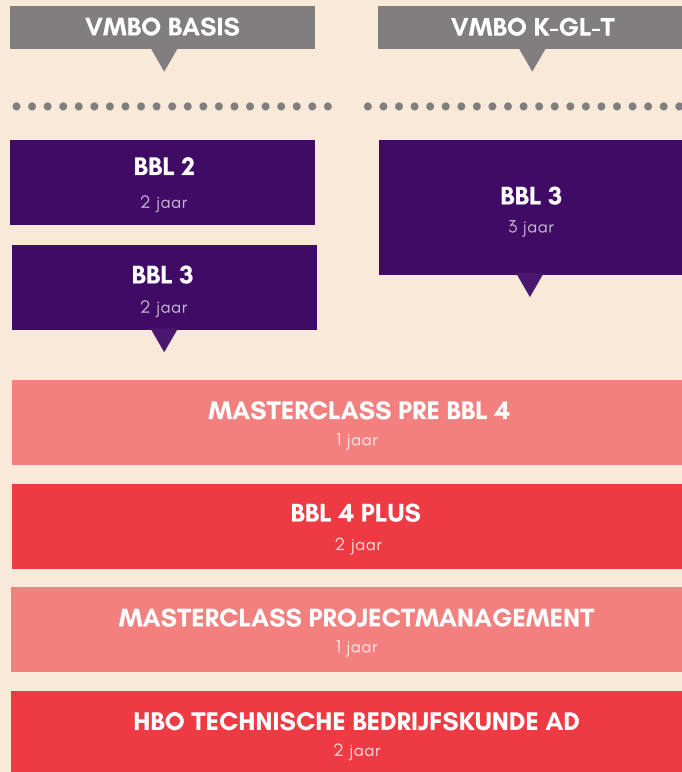 VMBO BASIS
VMBO K-GL-T
BBL 2
2 jaar
BBL 3
2 jaar
BBL 3
3 jaar
MASTERCLASS PRE BBL 4
1 jaar
BBL 4 PLUS
2 jaar
MASTERCLASS PROJECTMANAGEMENT
1 jaar
HBO TECHNISCHE BEDRIJFSKUNDE AD
2 jaar